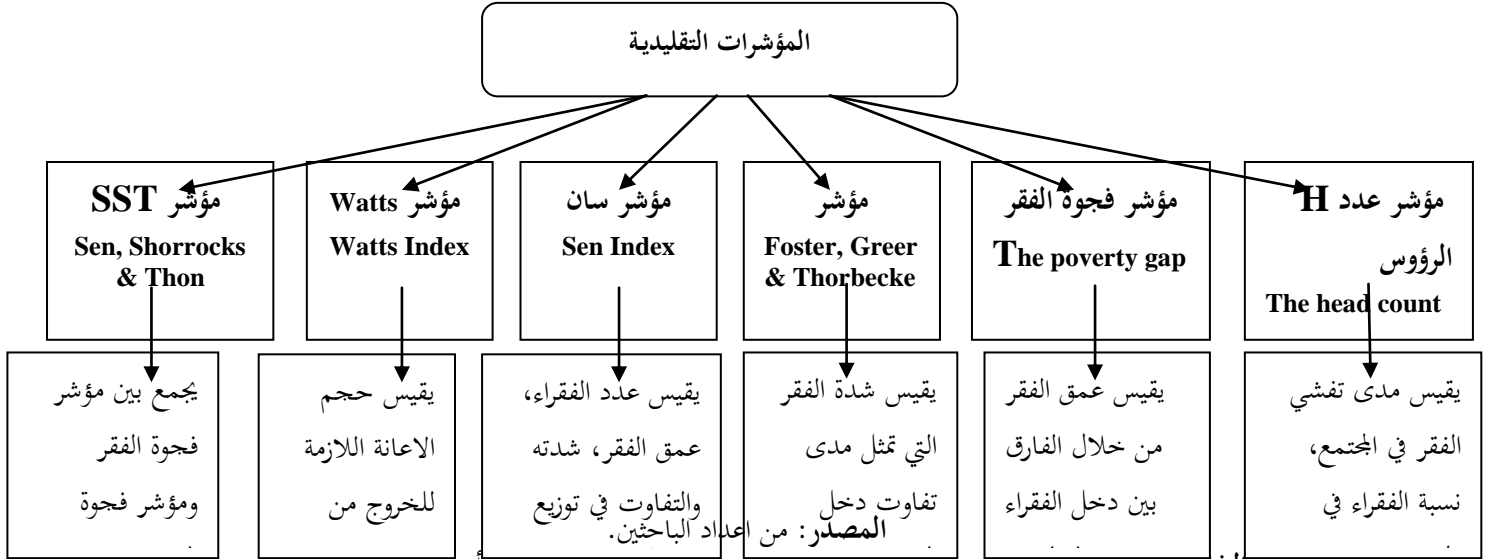 المؤشرات التقليدية
مؤشر عدد H
الرؤوس
The head count
مؤشر فجوة الفقر
The poverty gap
مؤشر
Foster, Greer
& Thorbecke
مؤشر سان
Sen Index
مؤشر Watts
Watts Index
مؤشر SST
Sen, Shorrocks
& Thon
يقيس مدى تفشي
الفقر في المجتمع،
نسبة الفقراء في
يقيس عمق الفقر
من خلال الفارق
بين دخل الفقراء
يقيس شدة الفقر
التي تمثل مدى
تفاوت دخل
يقيس عدد الفقراء،
عمق الفقر، شدته
والتفاوت في توزيع
يقيس حجم
الاعانة اللازمة
للخروج من
يجمع بين مؤشر
فجوة الفقر
ومؤشر فجوة
المصدر: من اعداد الباحثين.